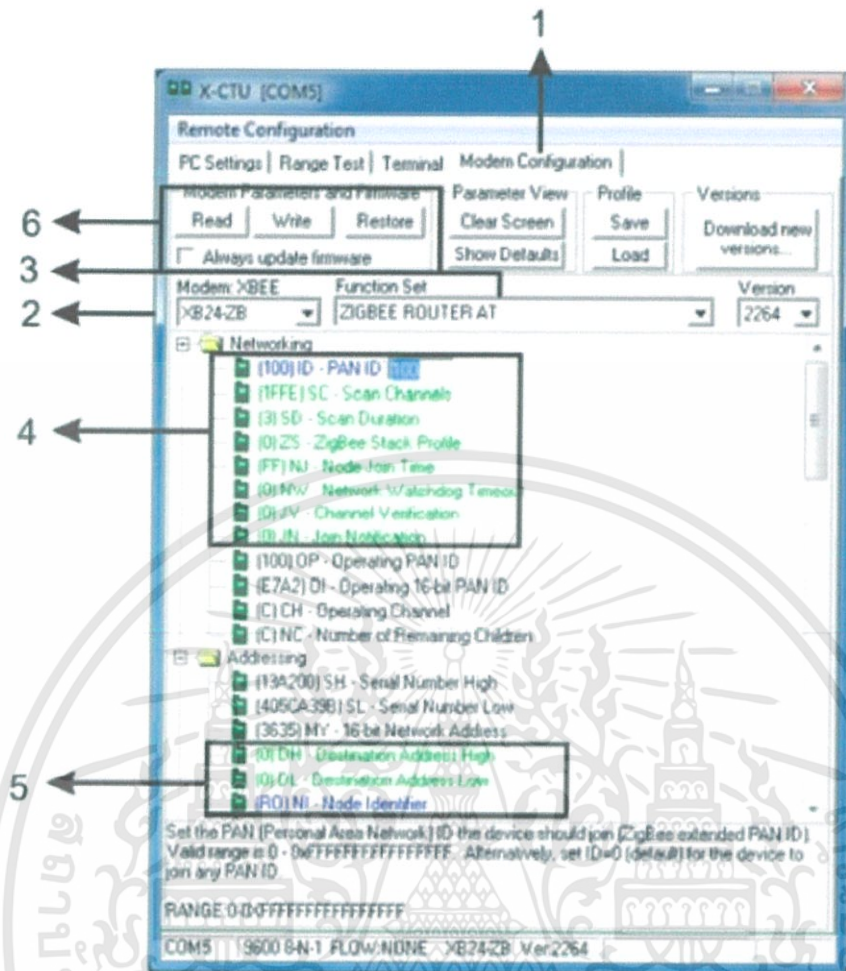 1
X-CTU [COM5]
Remote Configuration
PC Settings | Range Test | Terminal | Modem Configuration
Modem Parameters and Firmware Parameter View Profile Versions
6 Read Write Restore Clear Screen Save Download new versions...
Always update firmware Show Defaults Load
3 Modem: XBEE Function Set Version
2 XB24-ZB ZIGBEE ROUTER AT 2264
Networking
(100) ID - PAN ID 100
(1FFE) SC - Scan Channels
(3) SD - Scan Duration
(0) ZS - ZigBee Stack Profile
4 (FF) NJ - Node Join Time
(0) NW - Network Watchdog Timeout
(0) JV - Channel Verification
(0) JN - Join Notification
(100) OP - Operating PAN ID
(E7A2) OI - Operating 16-bit PAN ID
(C) CH - Operating Channel
(C) NC - Number of Remaining Children
Addressing
(13A200) SH - Serial Number High
(405CA39B) SL - Serial Number Low
(3635) MY - 16-bit Network Address
(0) DH - Destination Address High
5 (0) DL - Destination Address Low
(RO) NI - Node Identifier
Set the PAN (Personal Area Network) ID the device should join (ZigBee extended PAN ID).
Valid range is 0 - 0xFFFFFFFFFFFFFFFF. Alternatively, set ID=0 (default) for the device to
join any PAN ID.
RANGE:0-0XFFFFFFFFFFFFFFFF
COM5 9600 8-N-1 FLOW:NONE XB24-ZB Ver:2264